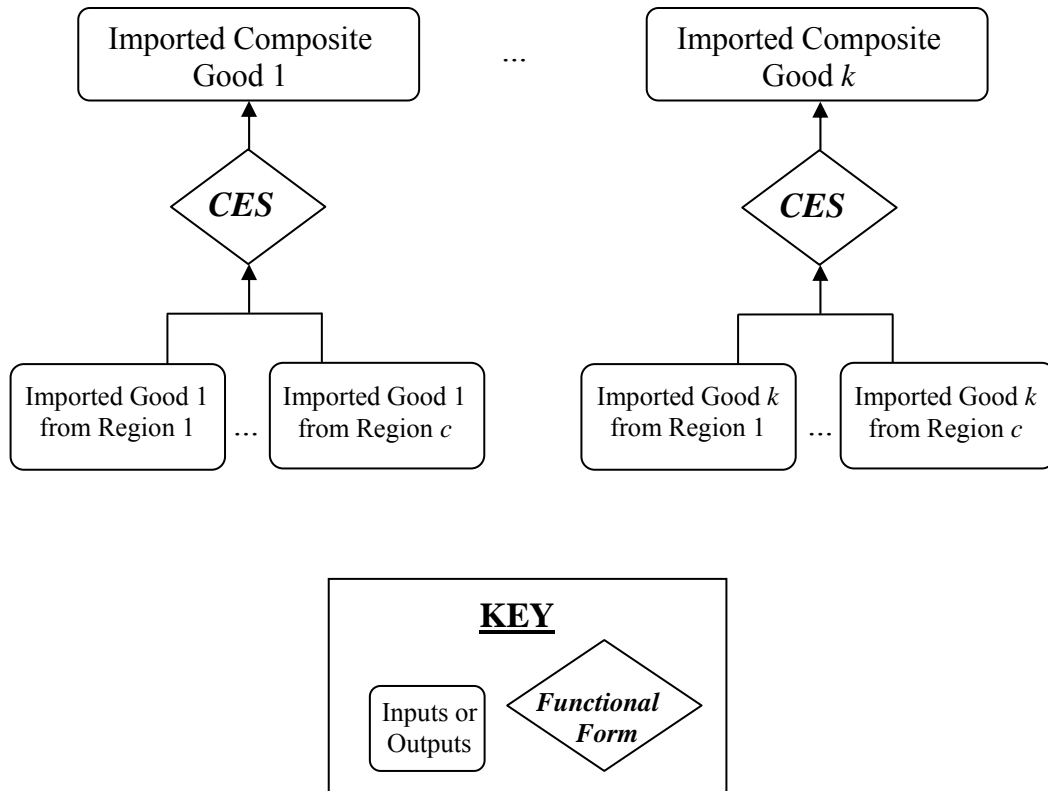 Imported Composite
Good 1
...
Imported Composite
Good k
CES
CES
Imported Good 1
from Region 1
...
Imported Good 1
from Region c
Imported Good k
from Region 1
...
Imported Good k
from Region c
KEY
Inputs or
Outputs
Functional
Form